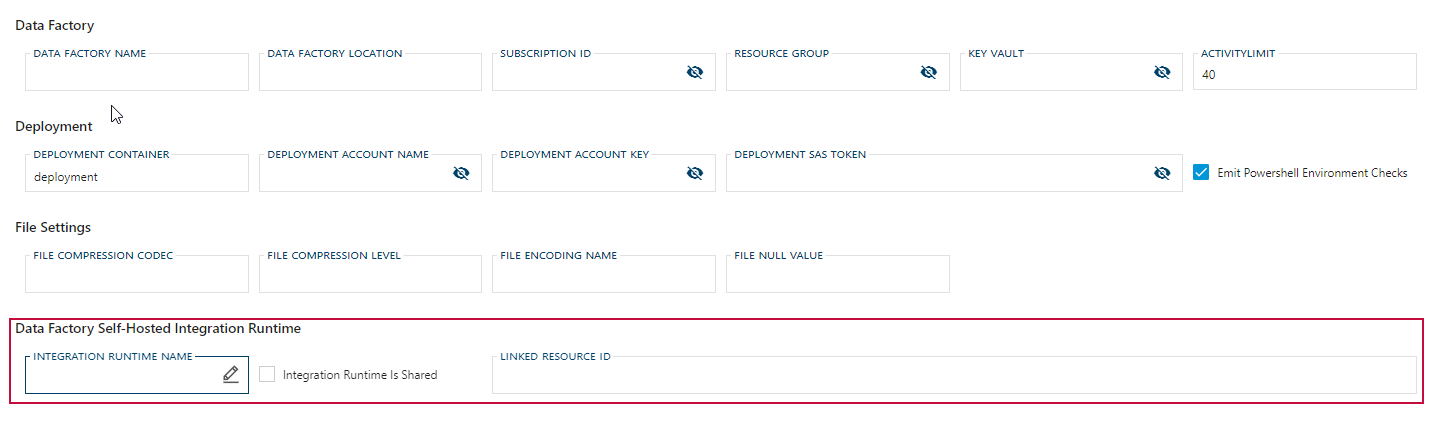 Data Factory
DATA FACTORY NAME DATA FACTORY LOCATION SUBSCRIPTION ID RESOURCE GROUP KEY VAULT ACTIVITYLIMIT
40
Deployment
DEPLOYMENT CONTAINER DEPLOYMENT ACCOUNT NAME DEPLOYMENT ACCOUNT KEY DEPLOYMENT SAS TOKEN
deployment Emit Powershell Environment Checks
File Settings
FILE COMPRESSION CODEC FILE COMPRESSION LEVEL FILE ENCODING NAME FILE NULL VALUE
Data Factory Self-Hosted Integration Runtime
INTEGRATION RUNTIME NAME LINKED RESOURCE ID
Integration Runtime Is Shared